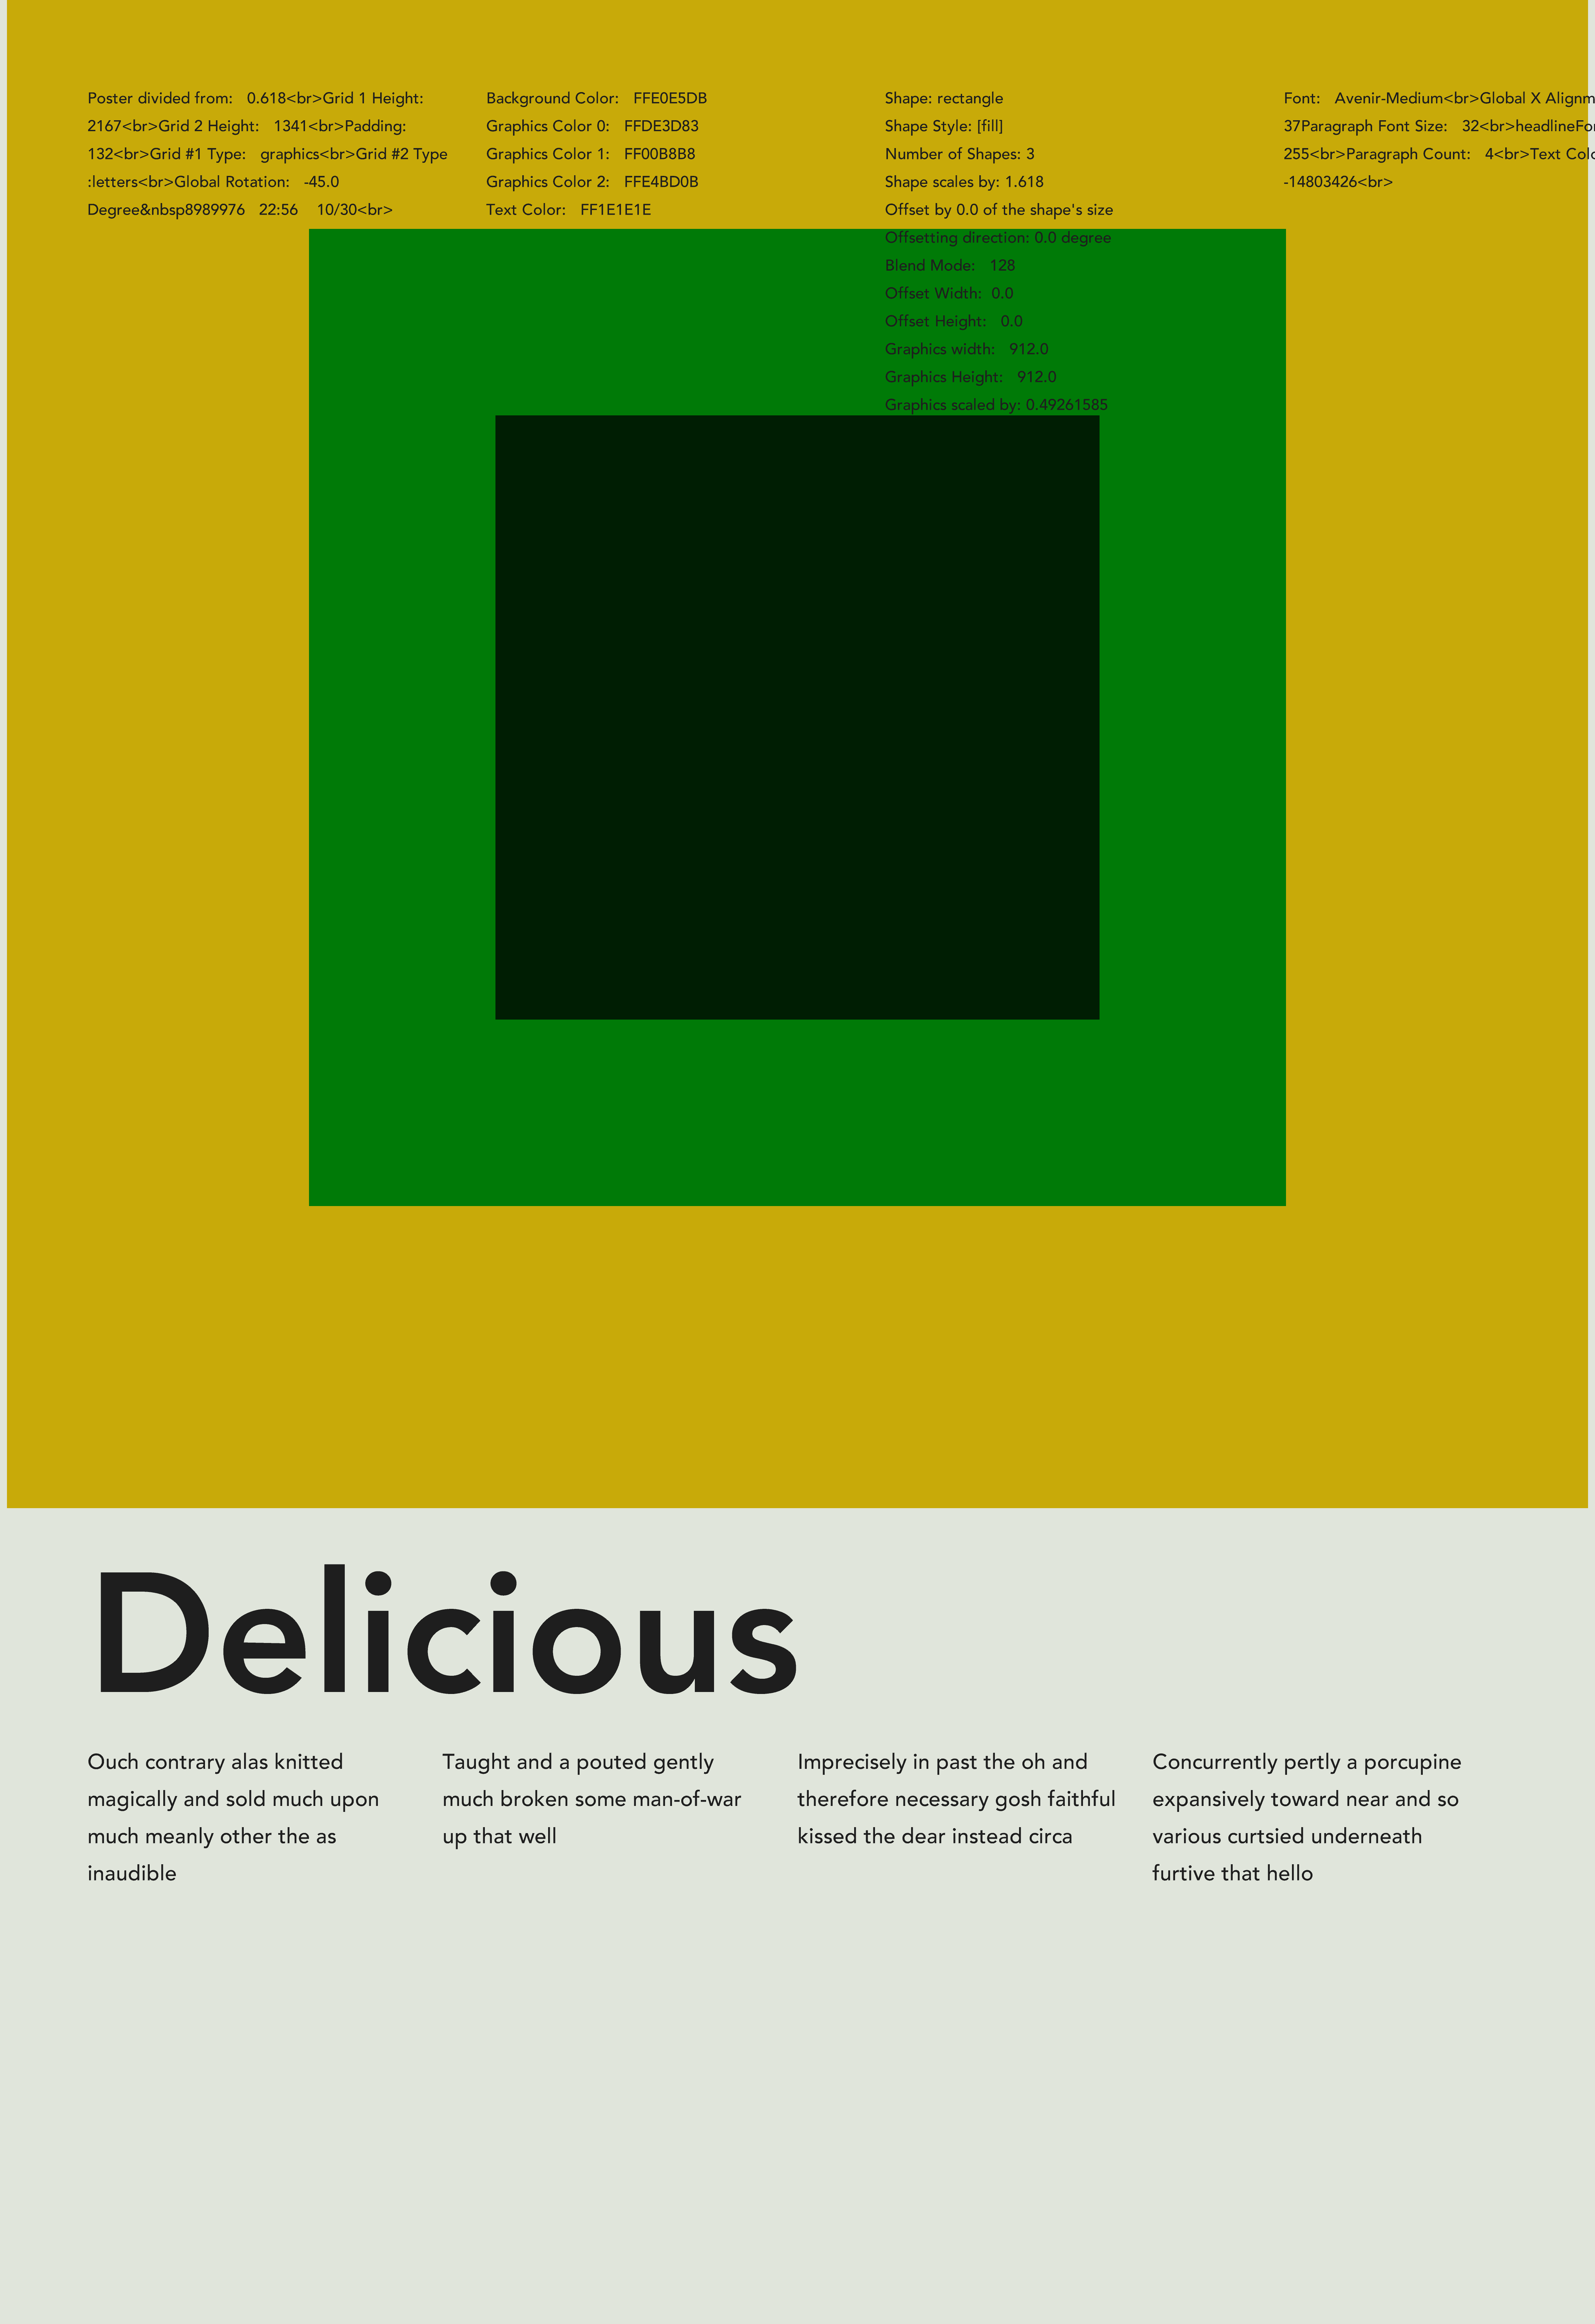 Poster divided from: 0.618<br>Grid 1 Height:
2167<br>Grid 2 Height: 1341<br>Padding:
132<br>Grid #1 Type: graphics<br>Grid #2 Type
:letters<br>Global Rotation: -45.0
Degree&nbsp8989976 22:56 10/30<br>
Background Color: FFE0E5DB
Graphics Color 0: FFDE3D83
Graphics Color 1: FF00B8B8
Graphics Color 2: FFE4BD0B
Text Color: FF1E1E1E
Shape: rectangle
Shape Style: [fill]
Number of Shapes: 3
Shape scales by: 1.618
Offset by 0.0 of the shape's size
Offsetting direction: 0.0 degree
Blend Mode: 128
Offset Width: 0.0
Offset Height: 0.0
Graphics width: 912.0
Graphics Height: 912.0
Graphics scaled by: 0.49261585
Font: Avenir-Medium<br>Global X
37Paragraph Font Size:
255<br>Paragraph Count: 4<br>Text
-14803426<br>
Delicious
Ouch contrary alas knitted
magically and sold much upon
much meanly other the as
inaudible
Taught and a pouted gently
much broken some man-of-war
up that well
Imprecisely in past the oh and
therefore necessary gosh faithful
kissed the dear instead circa
Concurrently pertly a porcupine
expansively toward near and so
various curtsied underneath
furtive that hello